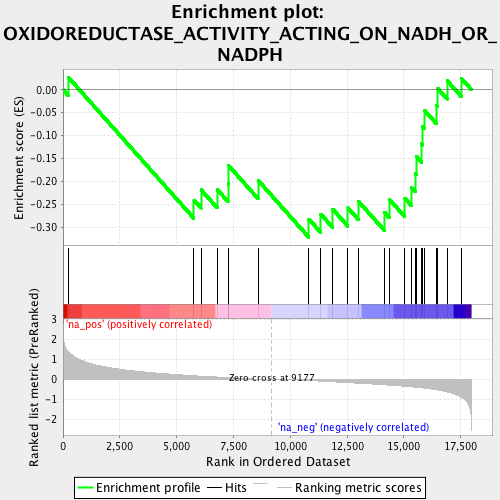 Enrichment plot:
OXIDOREDUCTASE_ACTIVITY_ACTING_ON_NADH_OR_
NADPH
Enrichment score (ES)
0.00
-0.05
-0.10
-0.15
-0.20
-0.25
-0.30
'na_pos' (positively correlated)
Ranked list metric (PreRanked)
3
2
1
0
-1
-2
Zero cross at 9177
'na_neg' (negatively correlated)
0
2,500
5,000
7,500
10,000
12,500
15,000
17,500
Rank in Ordered Dataset
Enrichment profile
Hits
Ranking metric scores